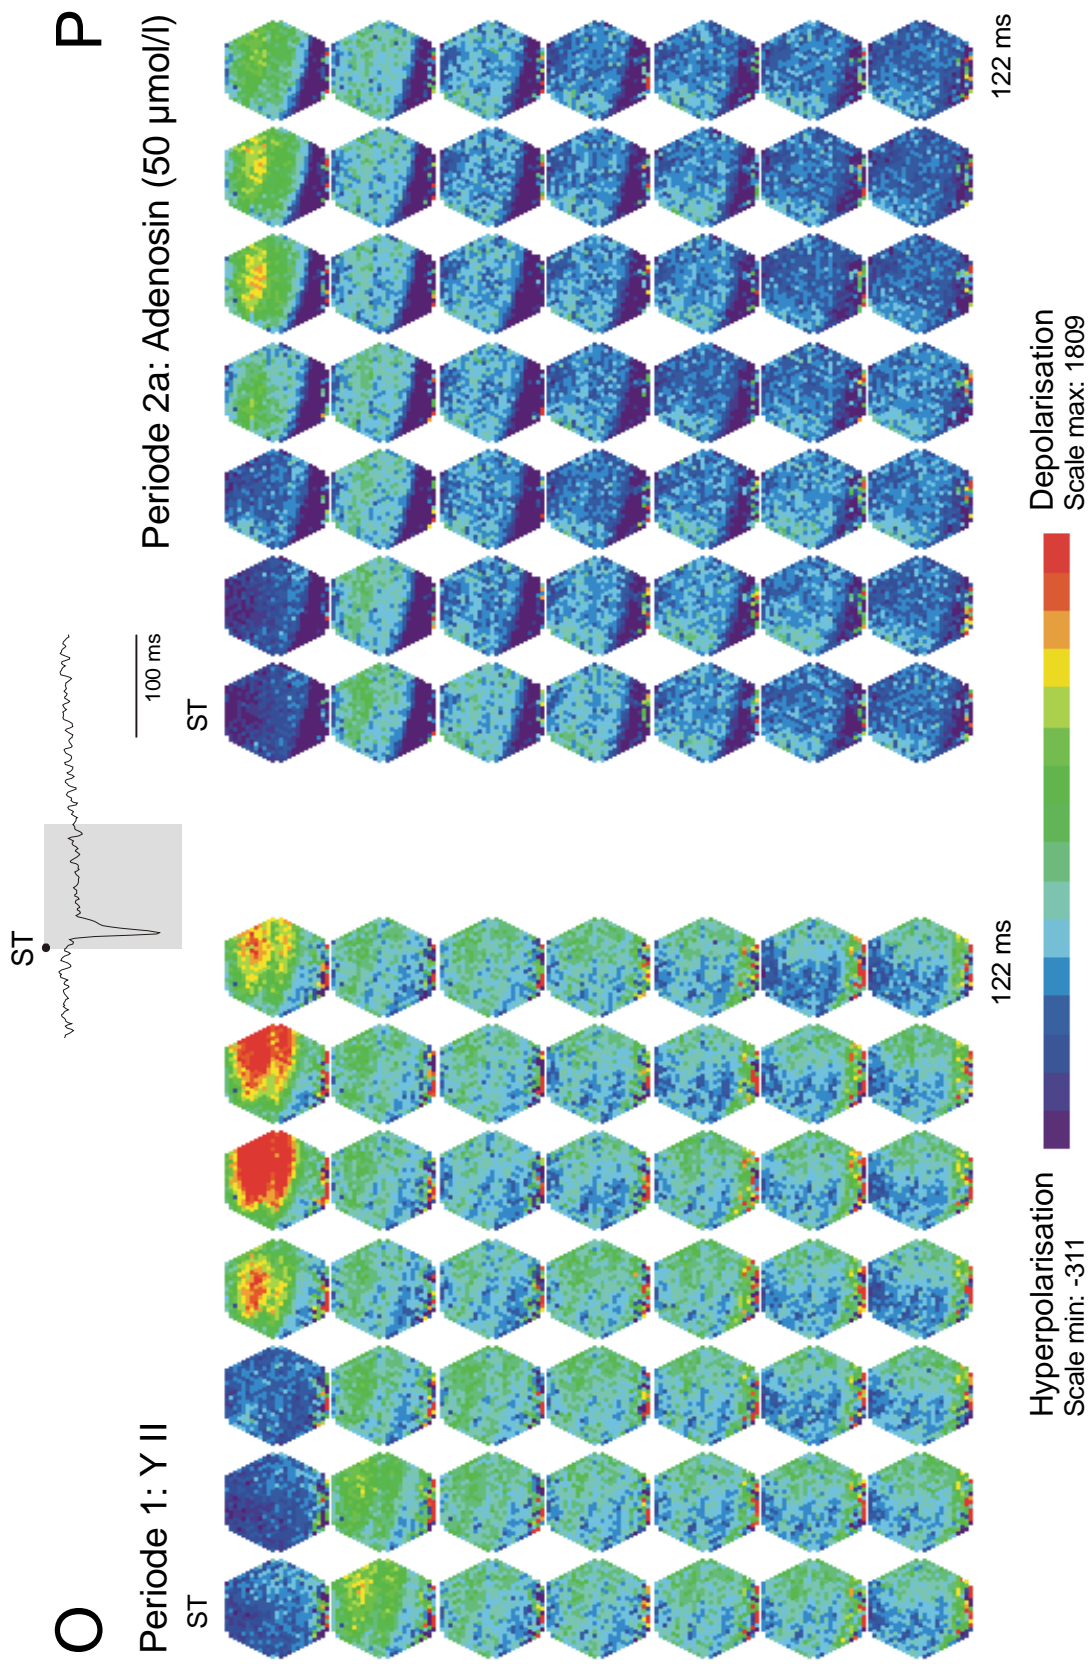 O
P
ST
100 ms
Periode 1: Y II
Periode 2a: Adenosin (50 µmol/l)
ST
ST
122 ms
122 ms
Hyperpolarisation
Scale min: -311
Depolarisation
Scale max: 1809